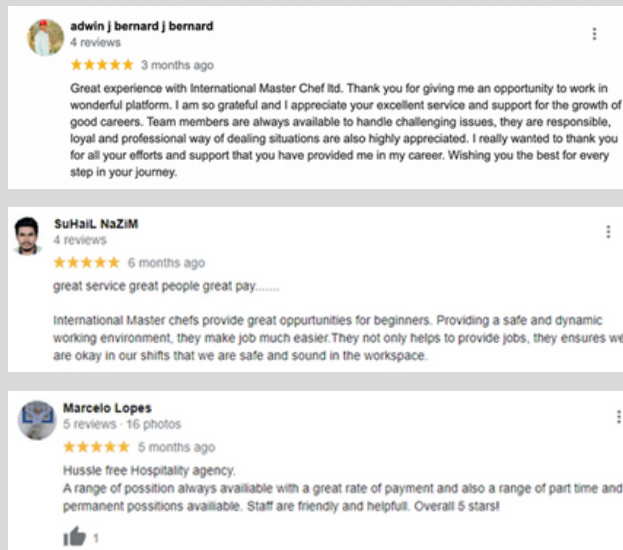 adwin j bernard j bernard
4 reviews
3 months ago
Great experience with International Master Chef ltd. Thank you for giving me an opportunity to work in
wonderful platform. I am so grateful and I appreciate your excellent service and support for the growth of
good careers. Team members are always available to handle challenging issues, they are responsible,
loyal and professional way of dealing situations are also highly appreciated. I really wanted to thank you
for all your efforts and support that you have provided me in my career. Wishing you the best for every
step in your journey.
SuHaiL NaZiM
4 reviews
6 months ago
great service great people great pay.......
International Master chefs provide great oppurtunities for beginners. Providing a safe and dynamic
working environment, they make job much easier.They not only helps to provide jobs, they ensures we
are okay in our shifts that we are safe and sound in the workspace.
Marcelo Lopes
5 reviews · 16 photos
5 months ago
Hussle free Hospitality agency.
A range of possition always availiable with a great rate of payment and also a range of part time and
permanent possitions availiable. Staff are friendly and helpfull. Overall 5 stars!
1